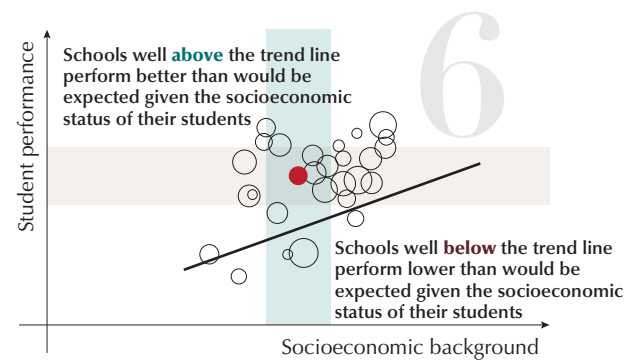 6
Schools well above the trend line
perform better than would be
expected given the socioeconomic
status of their students
Student performance
Schools well below the trend line
perform lower than would be
expected given the socioeconomic
status of their students
Socioeconomic background